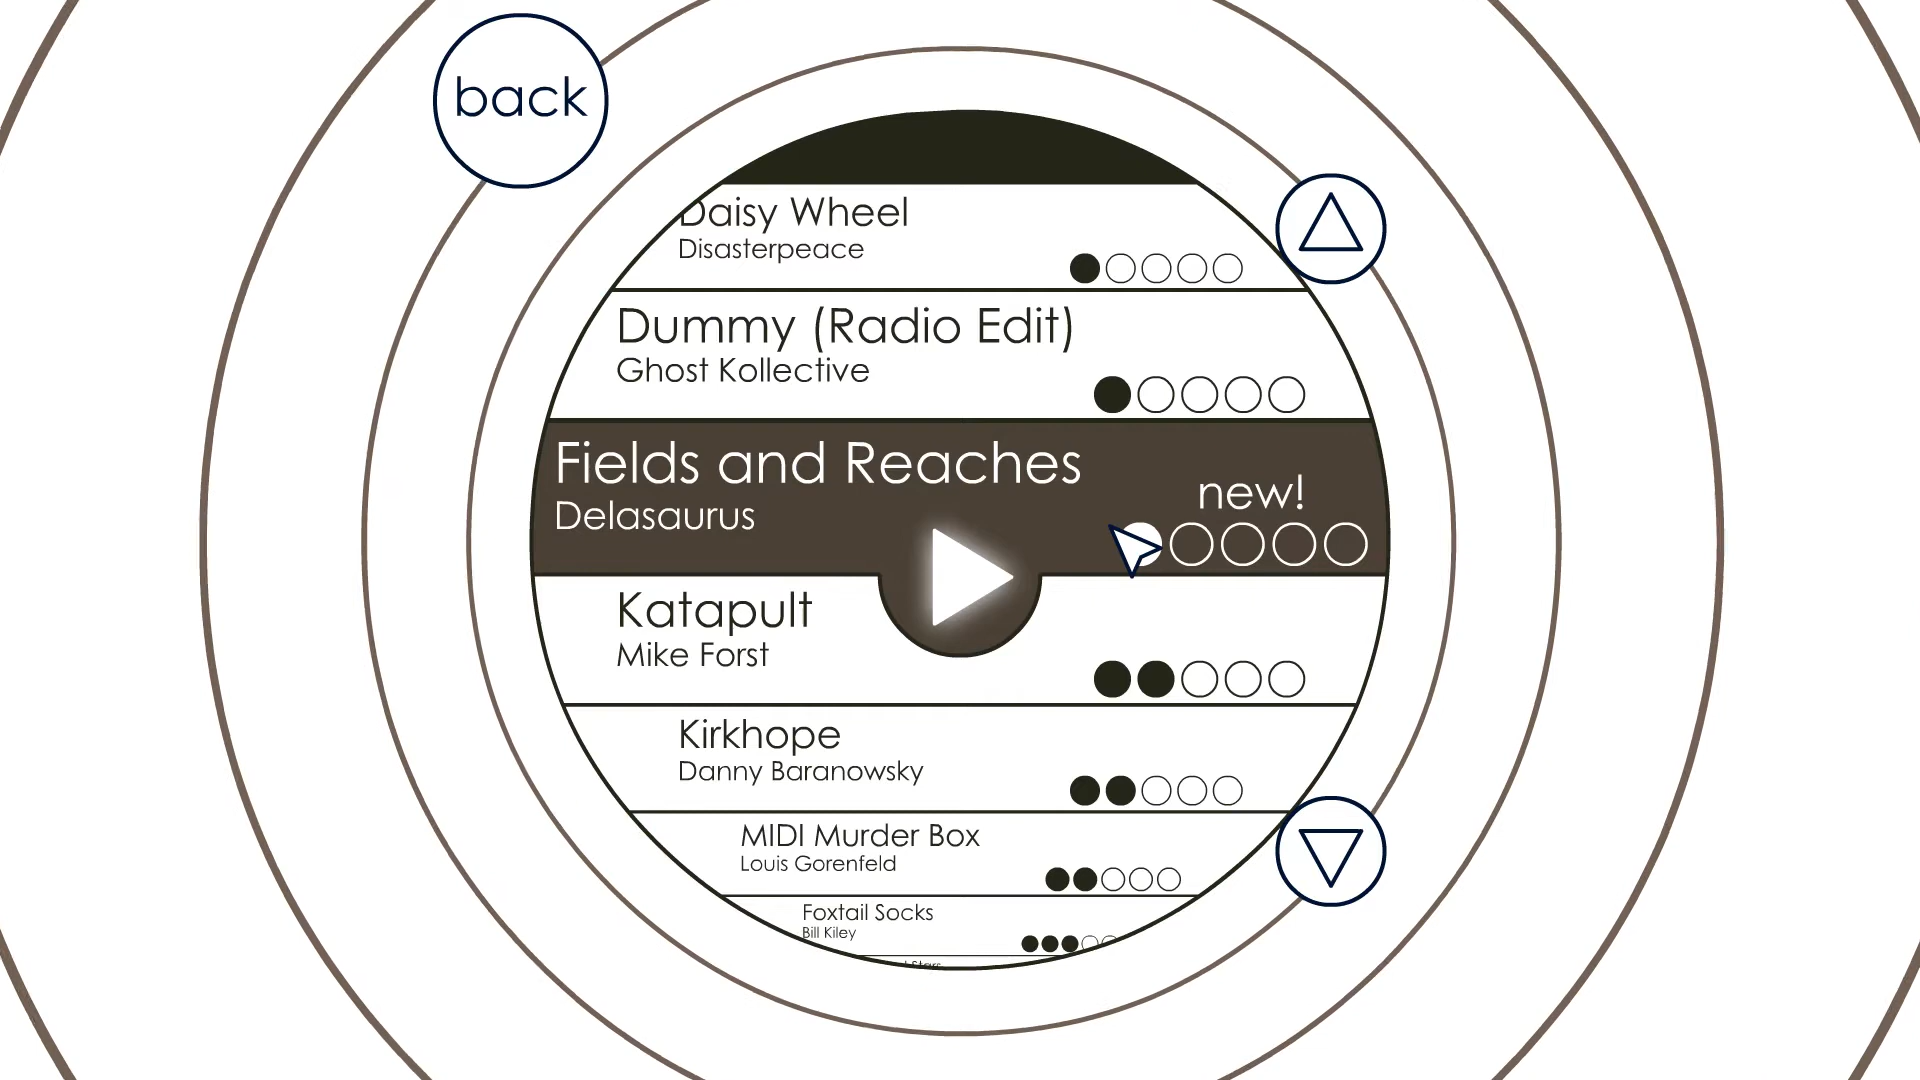 back
Daisy Wheel
Disasterpeace
Dummy (Radio Edit)
Ghost Kollective
Fields and Reaches
Delasaurus
new!
Katapult
Mike Forst
Kirkhope
Danny Baranowsky
MIDI Murder Box
Louis Gorenfeld
Foxtail Socks
Bill Kiley
Stars